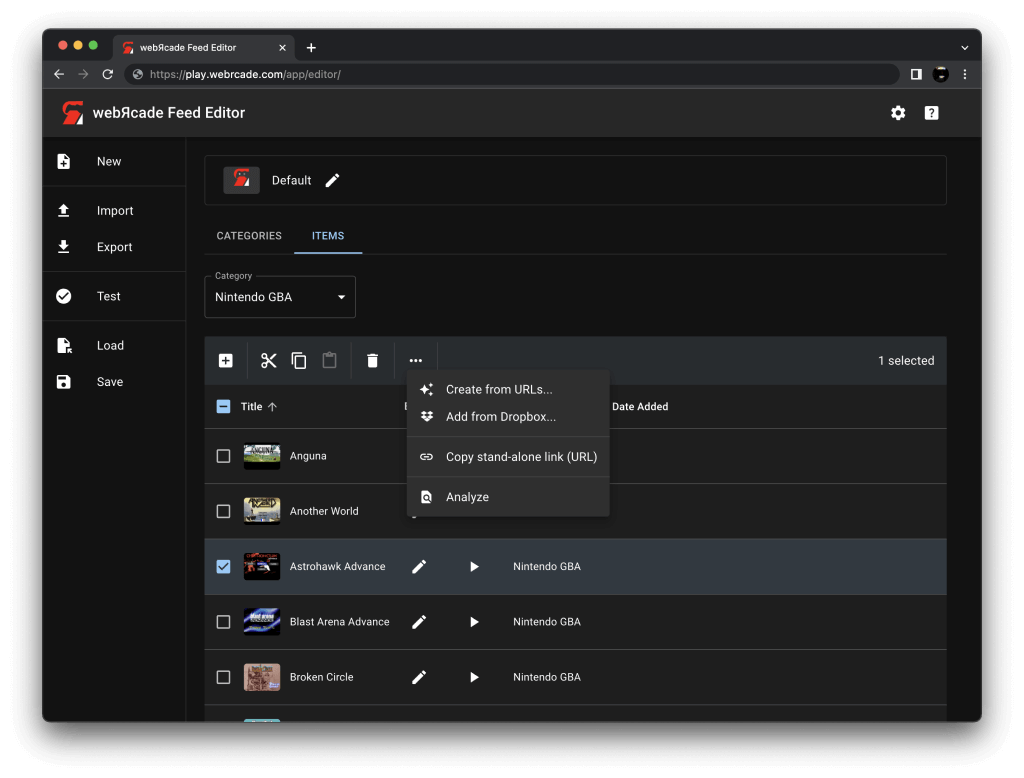 webЯcade Feed Editor
https://play.webrcade.com/app/editor/
webЯcade Feed Editor
New
Import
Export
Test
Load
Save
Default
CATEGORIES ITEMS
Category
Nintendo GBA
1 selected
Create from URLs...
Add from Dropbox...
Copy stand-alone link (URL)
Analyze
Title Date Added
Anguna
Another World
Astrohawk Advance Nintendo GBA
Blast Arena Advance Nintendo GBA
Broken Circle Nintendo GBA